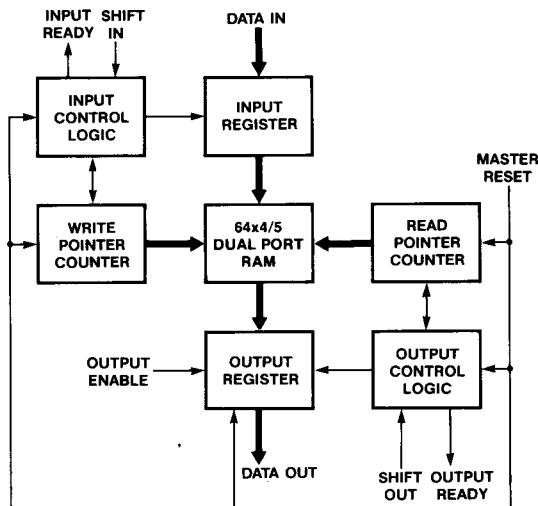 INPUT
READY
SHIFT
IN
DATA IN
INPUT
CONTROL
LOGIC
INPUT
REGISTER
MASTER
RESET
WRITE
POINTER
COUNTER
64x4/5
DUAL PORT
RAM
READ
POINTER
COUNTER
OUTPUT
ENABLE
OUTPUT
REGISTER
OUTPUT
CONTROL
LOGIC
DATA OUT
SHIFT
OUT
OUTPUT
READY